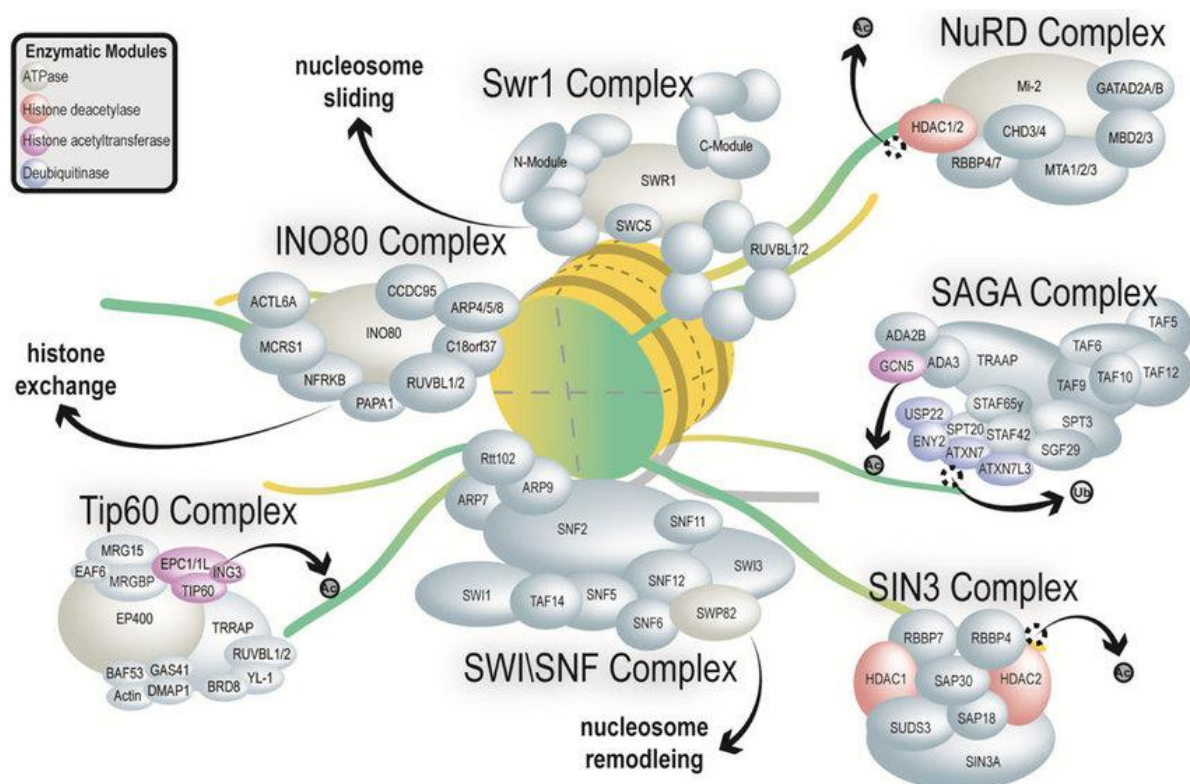 Enzymatic Modules
ATPase
Histone deacetylase
Histone acetyltransferase
Deubiquitinase
nucleosome
sliding
Swr1 Complex
N-Module
C-Module
SWR1
SWC5
RUVBL1/2
Ac
NuRD Complex
Mi-2
GATAD2A/B
HDAC1/2
CHD3/4
MBD2/3
RBBP4/7
MTA1/2/3
INO80 Complex
ACTL6A
CCDC95
ARP4/5/8
INO80
MCRS1
C18orf37
NFRKB
RUVBL1/2
PAPA1
histone
exchange
SAGA Complex
ADA2B
TAF5
TAF6
GCN5
ADA3
TRAAP
TAF12
TAF9
TAF10
STAF65y
USP22
SPT20
SPT3
ENY2
STAF42
ATXN7
SGF29
ATXN7L3
Ac
Ub
Tip60 Complex
MRG15
EPC1/1L
EAF6
MRGBP
ING3
TIP60
Ac
EP400
TRRAP
RUVBL1/2
BAF53
GAS41
YL-1
Actin
DMAP1
BRD8
Rtt102
ARP7
ARP9
SNF2
SNF11
SWI3
SNF12
SWI1
TAF14
SNF5
SNF6
SWP82
SWI\SNF Complex
nucleosome
remodleing
SIN3 Complex
RBBP7
RBBP4
Ac
HDAC1
SAP30
HDAC2
SUDS3
SAP18
SIN3A